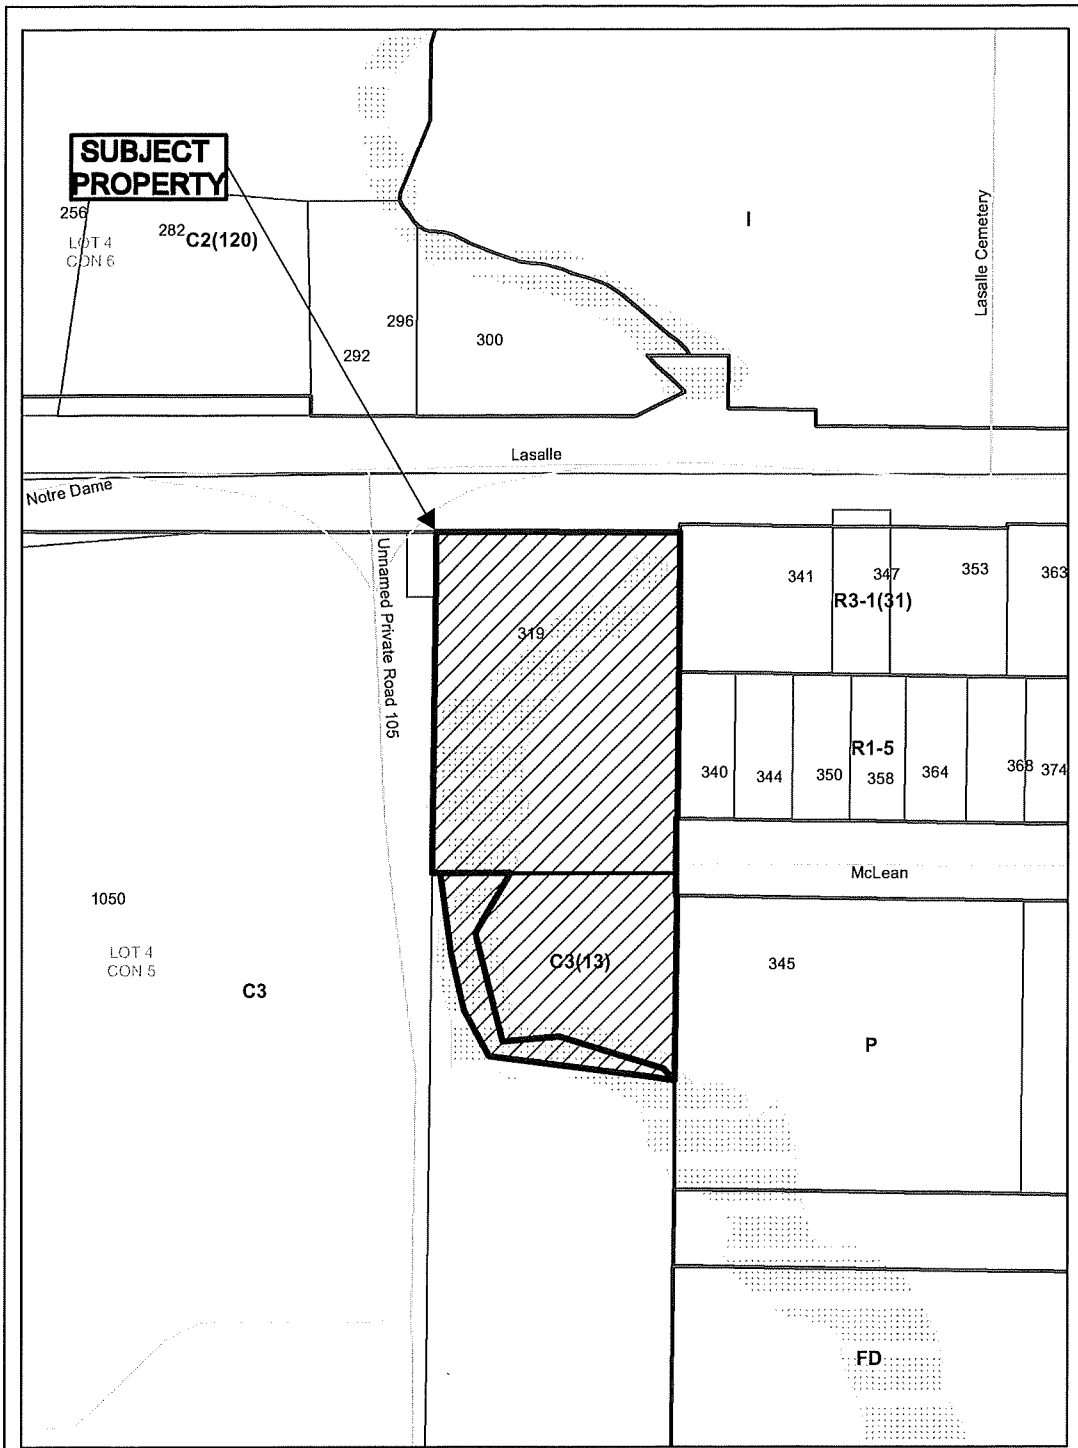 SUBJECT
PROPERTY
256
282
C2(120)
LOT 4
CON 6
I
Lasalle Cemetery
296
300
292
Lasalle
Notre Dame
Unnamed Private Road 105
319
341
347
353
363
R3-1(31)
R1-5
340
344
350
358
364
368
374
McLean
1050
LOT 4
CON 5
C3
C3(13)
345
P
FD